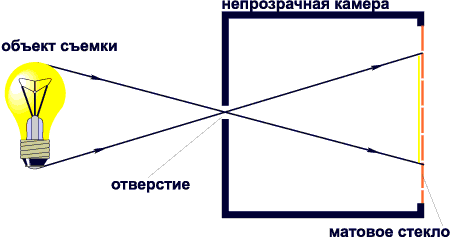 непрозрачная камера
объект съемки
отверстие
матовое стекло